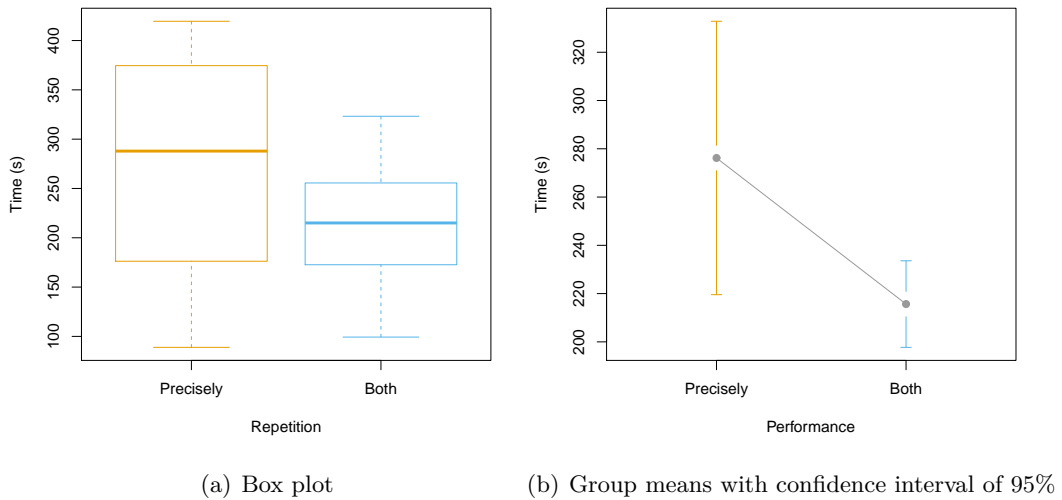 Time (s)
400
350
300
250
200
150
100
Precisely
Both
Repetition
(a) Box plot
Time (s)
320
300
280
260
240
220
200
Precisely
Both
Performance
(b) Group means with confidence interval of 95%